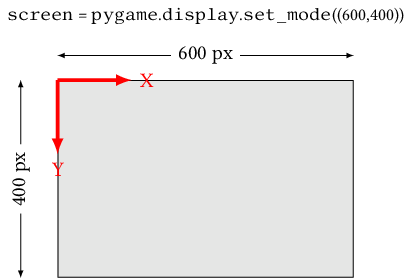 screen = pygame.display.set_mode((600,400))
600 px
X
Y
400 px